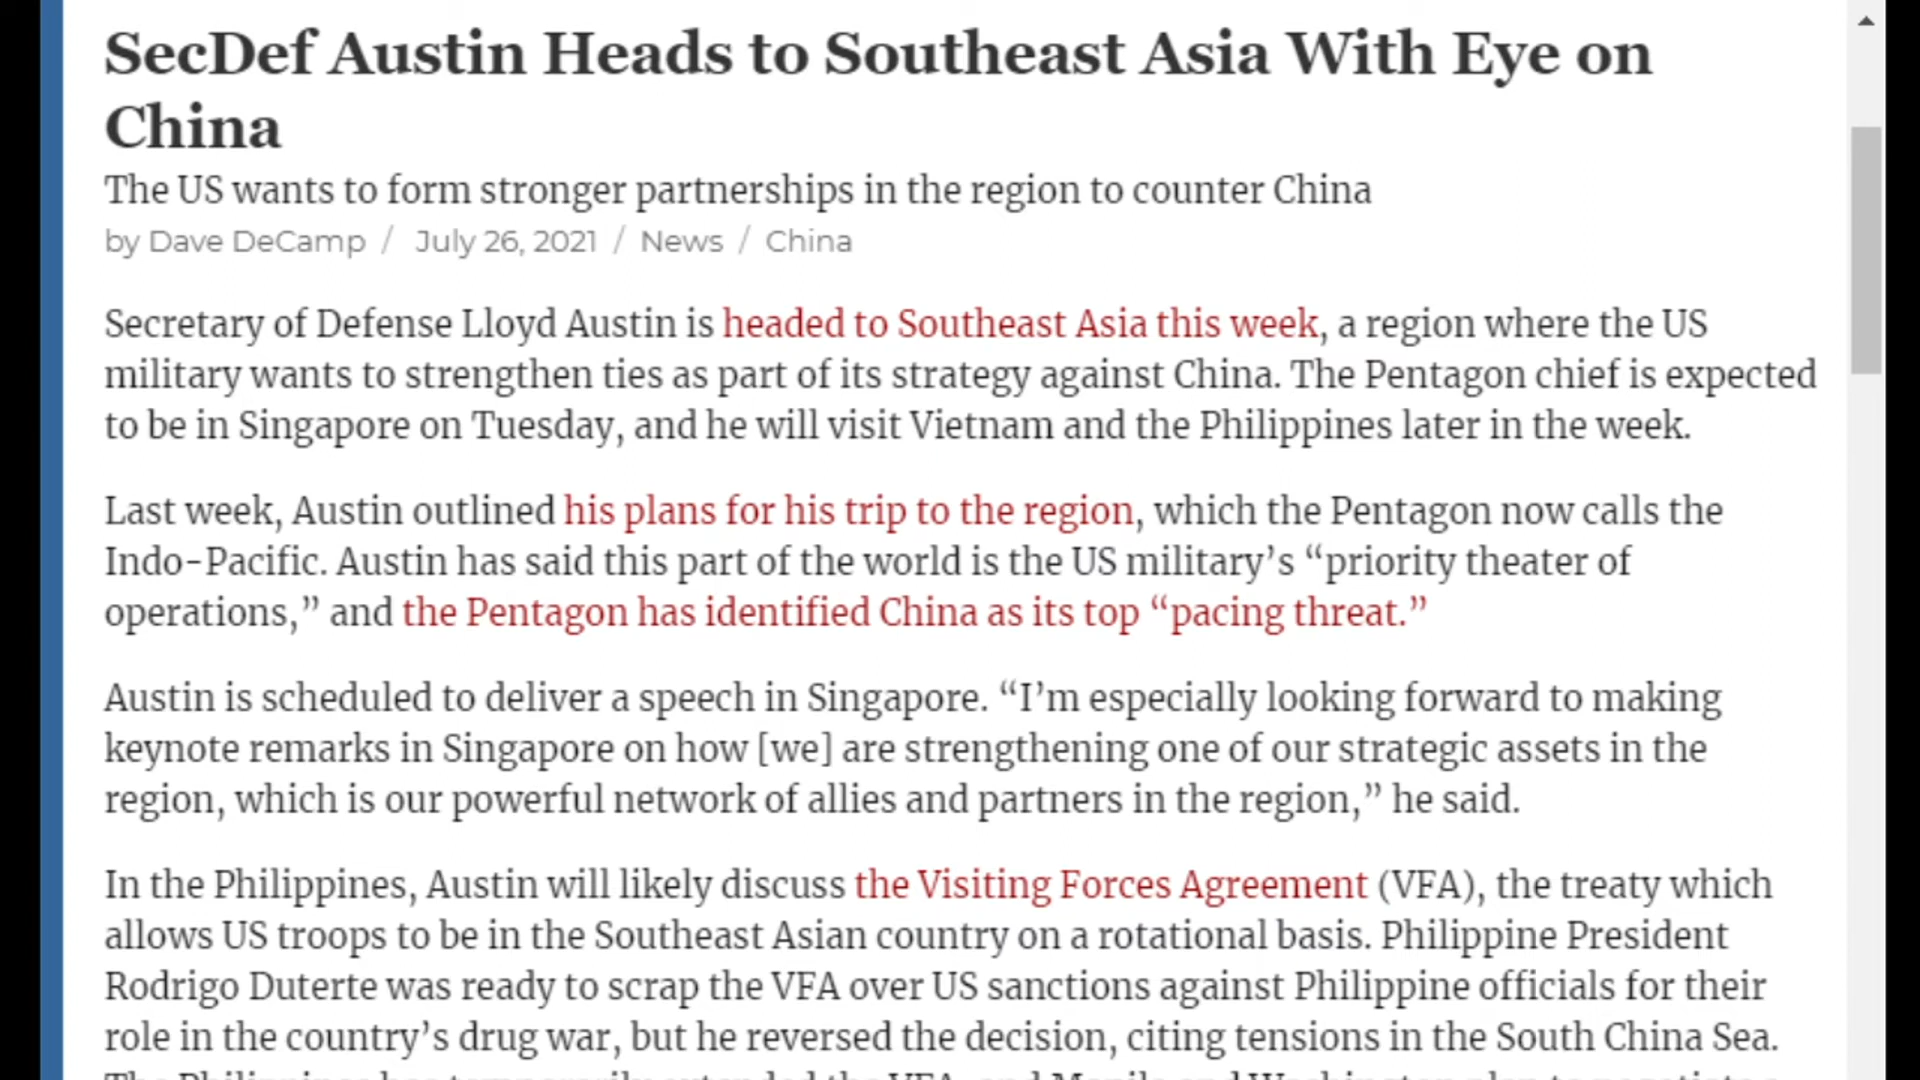 SecDef Austin Heads to Southeast Asia With Eye on
China
The US wants to form stronger partnerships in the region to counter China
by Dave DeCamp / July 26, 2021 / News / China
Secretary of Defense Lloyd Austin is headed to Southeast Asia this week, a region where the US
military wants to strengthen ties as part of its strategy against China. The Pentagon chief is expected
to be in Singapore on Tuesday, and he will visit Vietnam and the Philippines later in the week.
Last week, Austin outlined his plans for his trip to the region, which the Pentagon now calls the
Indo-Pacific. Austin has said this part of the world is the US military’s “priority theater of
operations,” and the Pentagon has identified China as its top “pacing threat.”
Austin is scheduled to deliver a speech in Singapore. “I’m especially looking forward to making
keynote remarks in Singapore on how [we] are strengthening one of our strategic assets in the
region, which is our powerful network of allies and partners in the region,” he said.
In the Philippines, Austin will likely discuss the Visiting Forces Agreement (VFA), the treaty which
allows US troops to be in the Southeast Asian country on a rotational basis. Philippine President
Rodrigo Duterte was ready to scrap the VFA over US sanctions against Philippine officials for their
role in the country’s drug war, but he reversed the decision, citing tensions in the South China Sea.